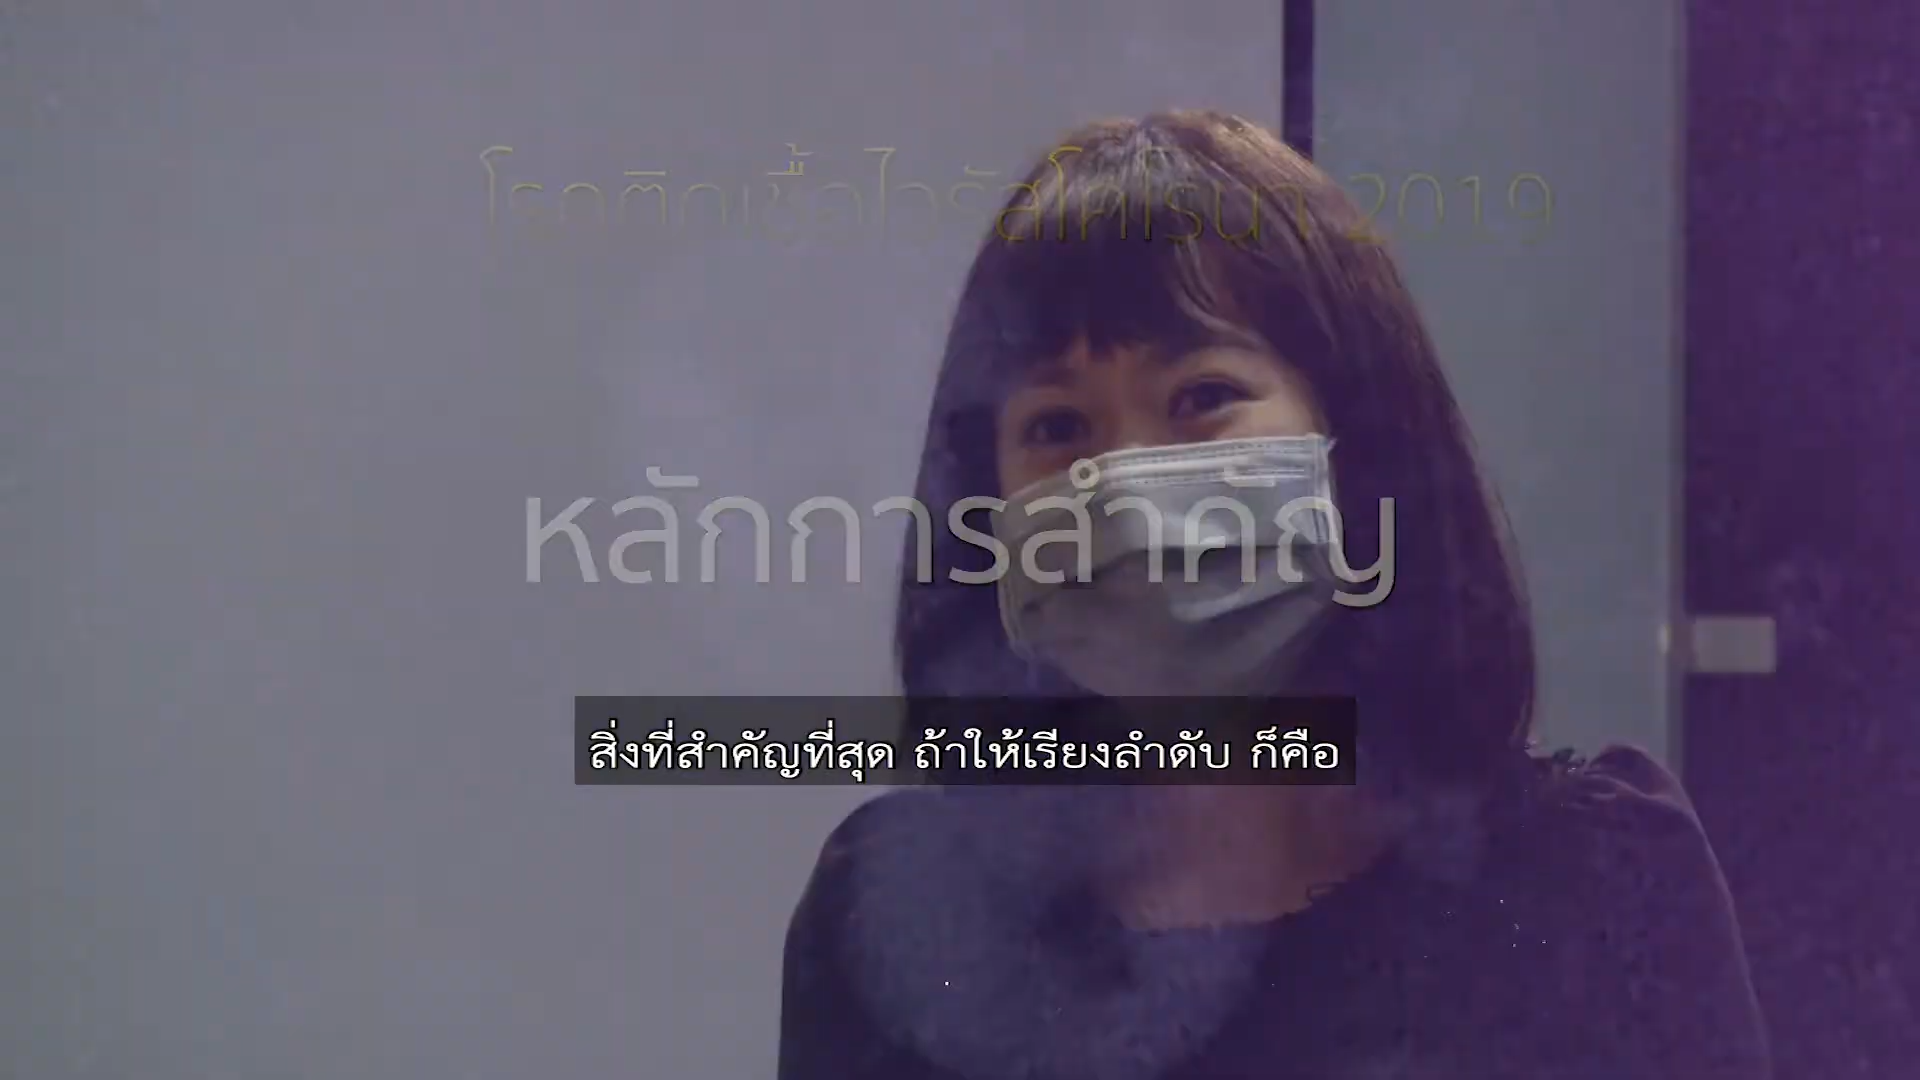 โรคติดเชื้อไวรัสโคโรนา 2019
หลักการสำคัญ
สิ่งที่สำคัญที่สุด ถ้าให้เรียงลำดับ ก็คือ